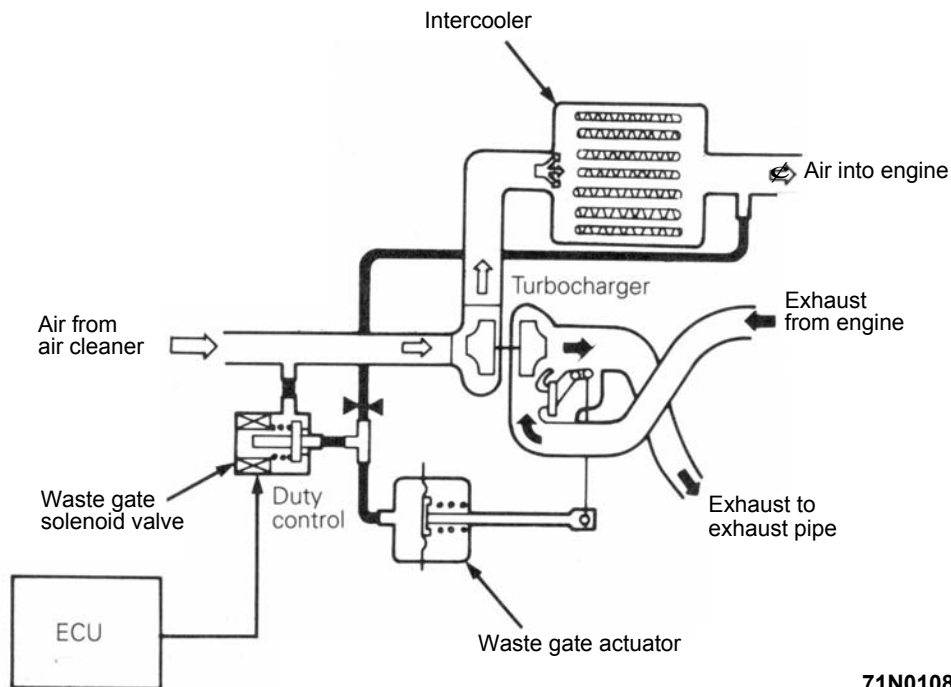 Intercooler
Air into engine
Turbocharger
Exhaust
from engine
Air from
air cleaner
Waste gate
solenoid valve
Duty
control
Exhaust to
exhaust pipe
ECU
Waste gate actuator
71N0108